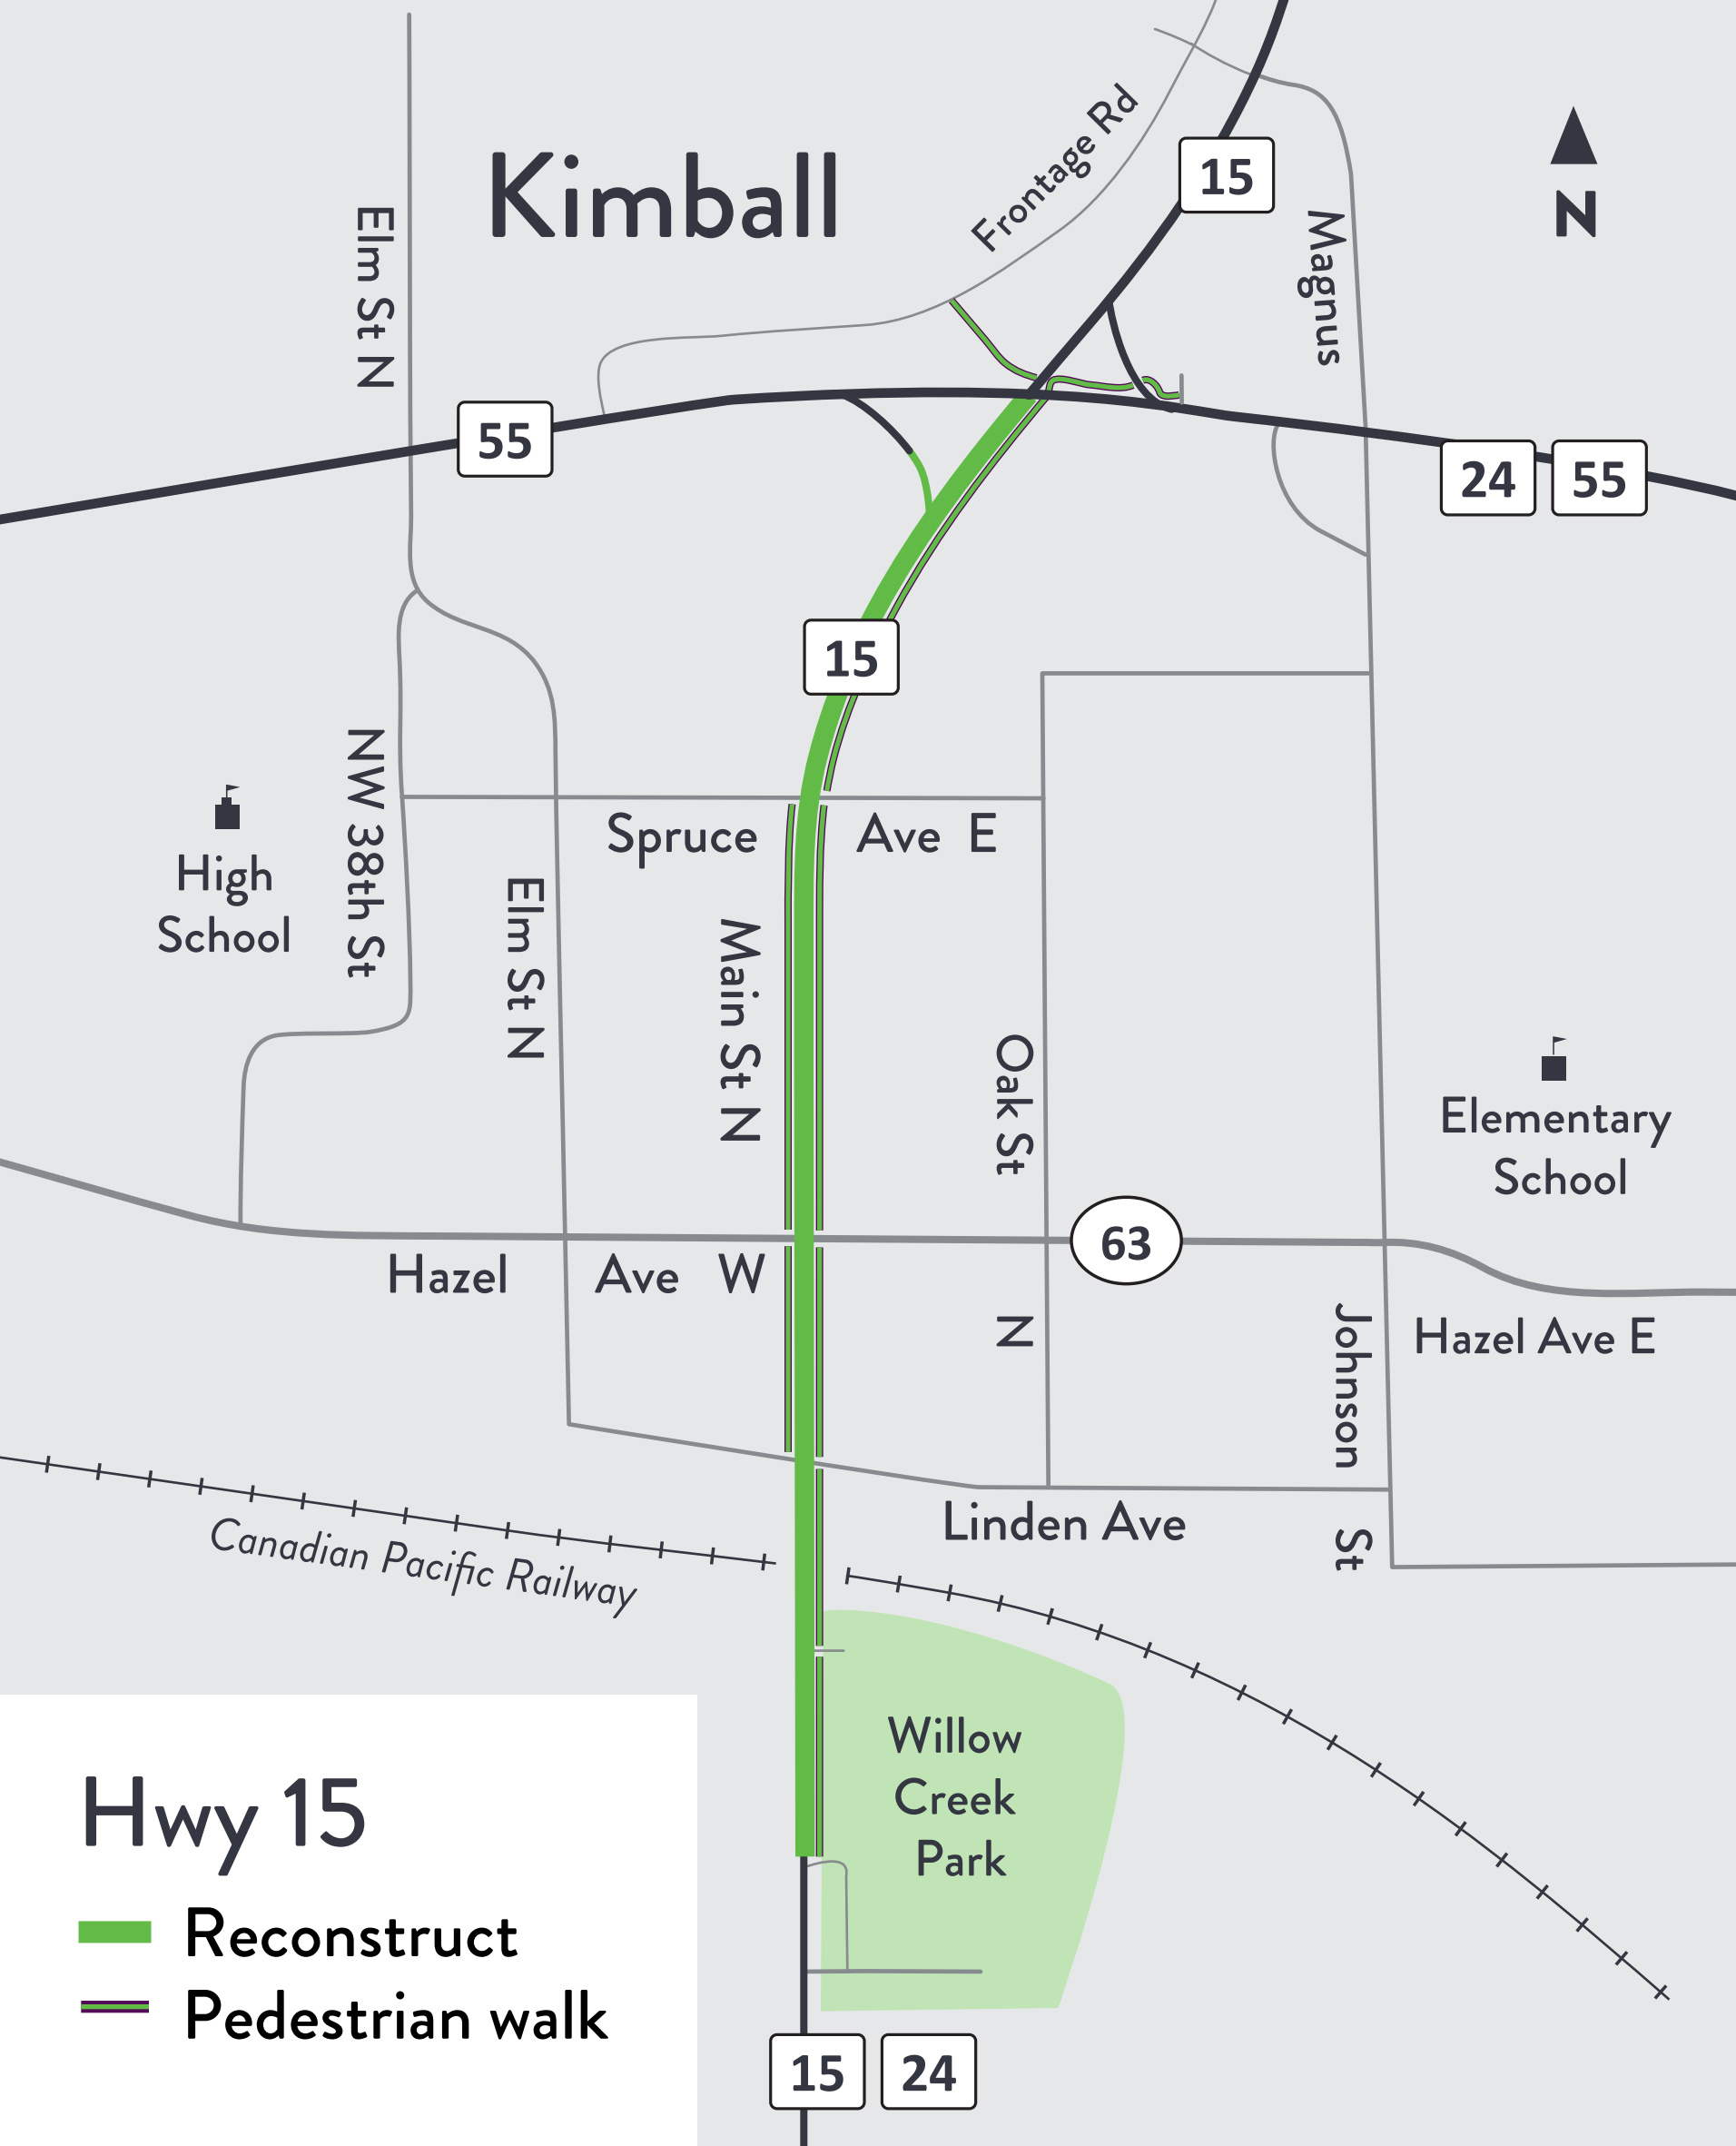 Kimball
Frontage Rd
15
N
Elm St N
Magnus
55
24
55
15
NW 38th St
Spruce Ave E
High
School
Elm St N
Main St N
Oak St N
Elementary
School
63
Hazel Ave W
Hazel Ave E
Johnson St
Linden Ave
Canadian Pacific Railway
Willow
Creek
Park
Hwy 15
Reconstruct
Pedestrian walk
15
24